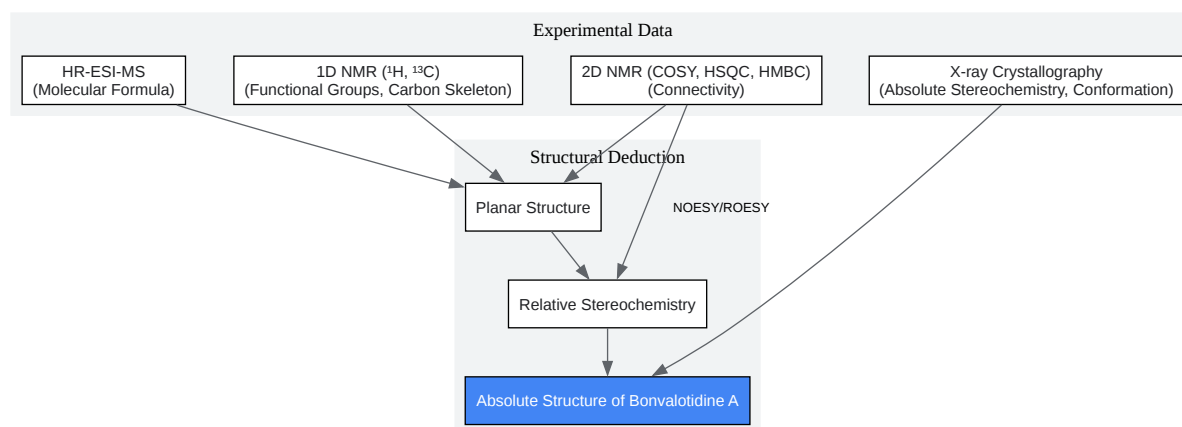 Experimental Data
HR-ESI-MS
(Molecular Formula)
1D NMR (¹H, ¹³C)
(Functional Groups, Carbon Skeleton)
2D NMR (COSY, HSQC, HMBC)
(Connectivity)
X-ray Crystallography
(Absolute Stereochemistry, Conformation)
Structural Deduction
Planar Structure
NOESY/ROESY
Relative Stereochemistry
Absolute Structure of Bonvalotidine A